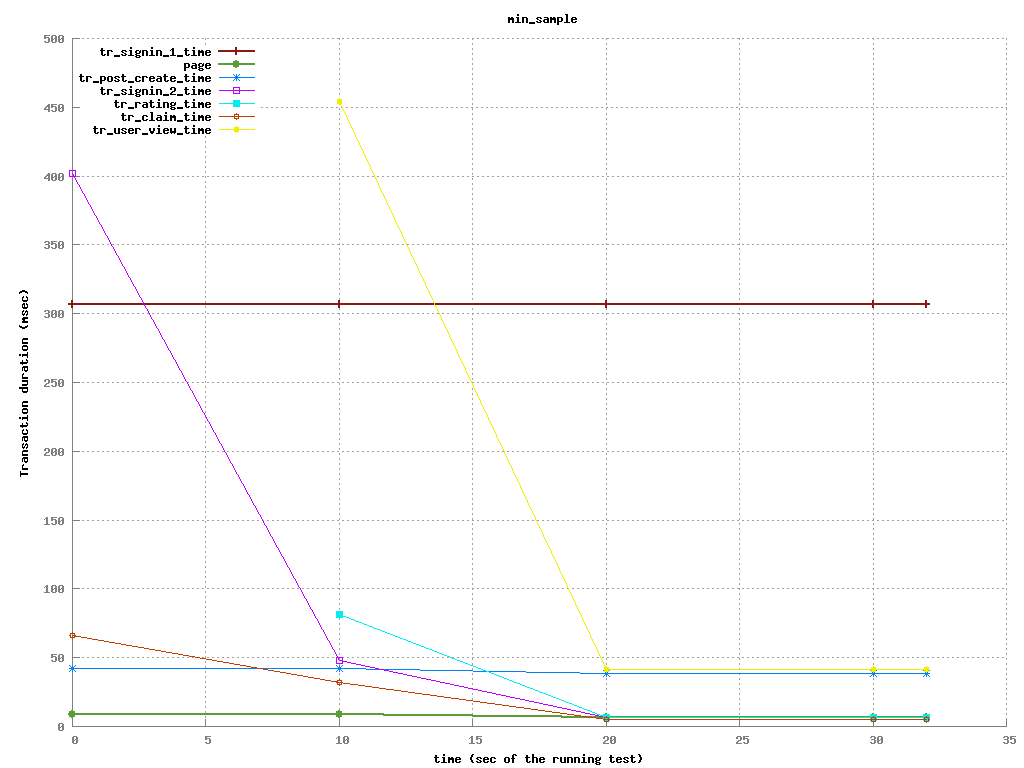 min_sample
500
450
400
350
300
250
200
150
100
50
0
tr_signin_1_time
page
tr_post_create_time
tr_signin_2_time
tr_rating_time
tr_claim_time
tr_user_view_time
Transaction duration (msec)
0 5 10 15 20 25 30 35
time (sec of the running test)